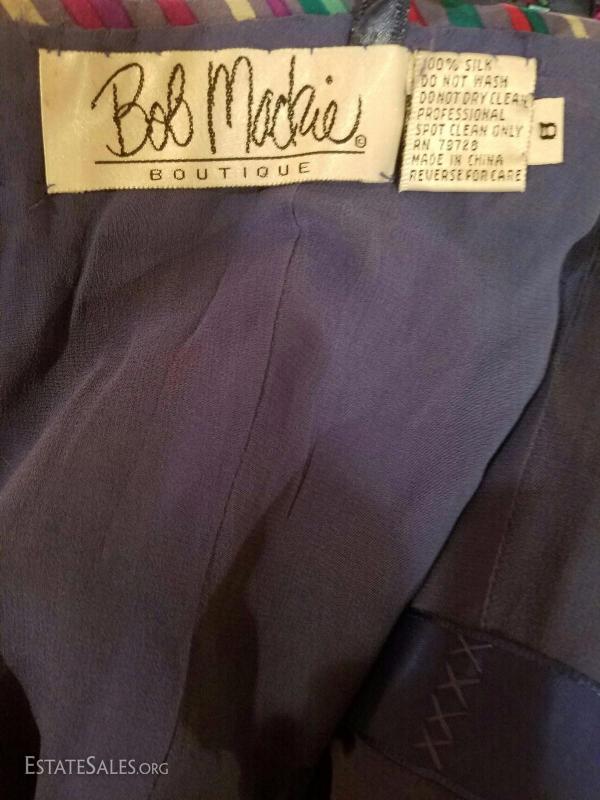 Bob Mackie ©
BOUTIQUE
100% SILK
DO NOT WASH
DO NOT DRY CLEAN
PROFESSIONAL
SPOT CLEAN ONLY
RN 79729
MADE IN CHINA
REVERSE FOR CARE
8
ESTATESALES.ORG